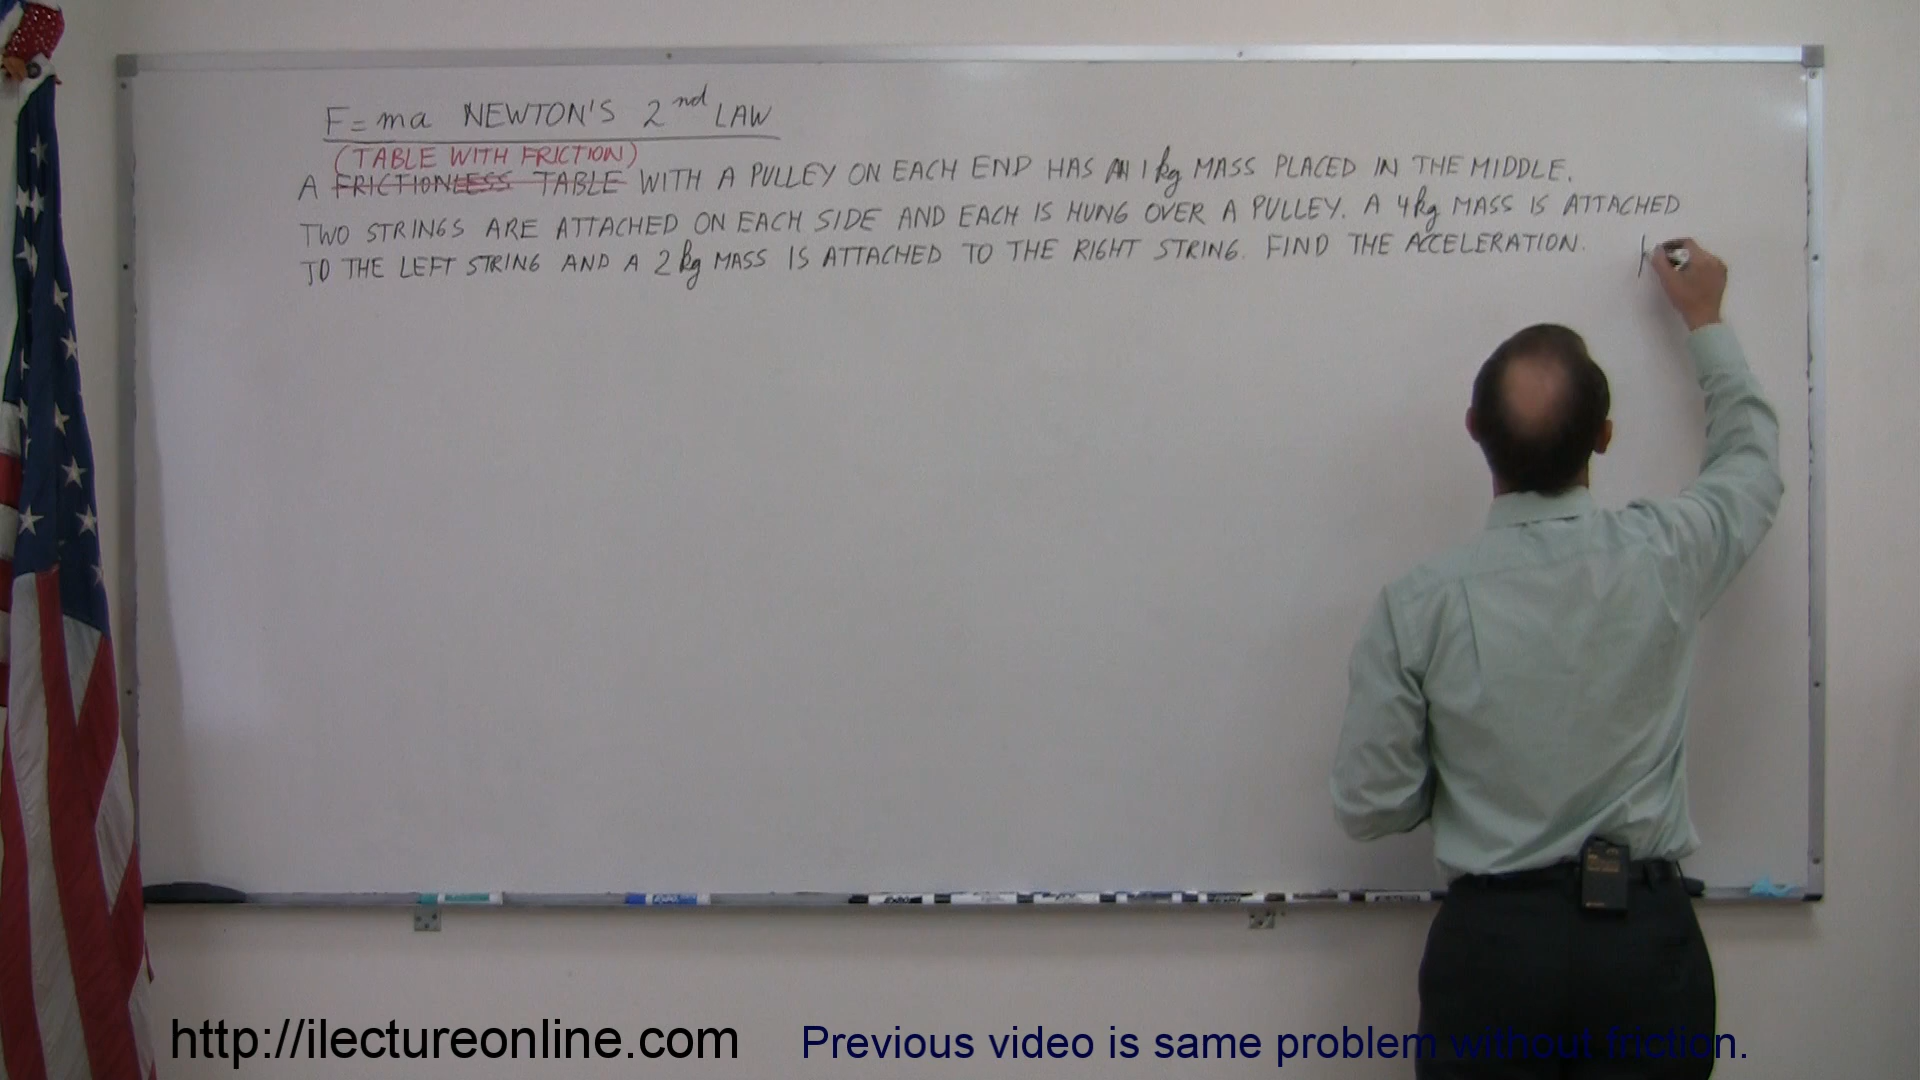 F=ma NEWTON'S 2nd LAW
(TABLE WITH FRICTION)
A FRICTIONLESS TABLE WITH A PULLEY ON EACH END HAS A 1 kg MASS PLACED IN THE MIDDLE.
TWO STRINGS ARE ATTACHED ON EACH SIDE AND EACH IS HUNG OVER A PULLEY. A 4kg MASS IS ATTACHED
TO THE LEFT STRING AND A 2 kg MASS IS ATTACHED TO THE RIGHT STRING. FIND THE ACCELERATION.
http://ilectureonline.com
Previous video is same problem without friction.